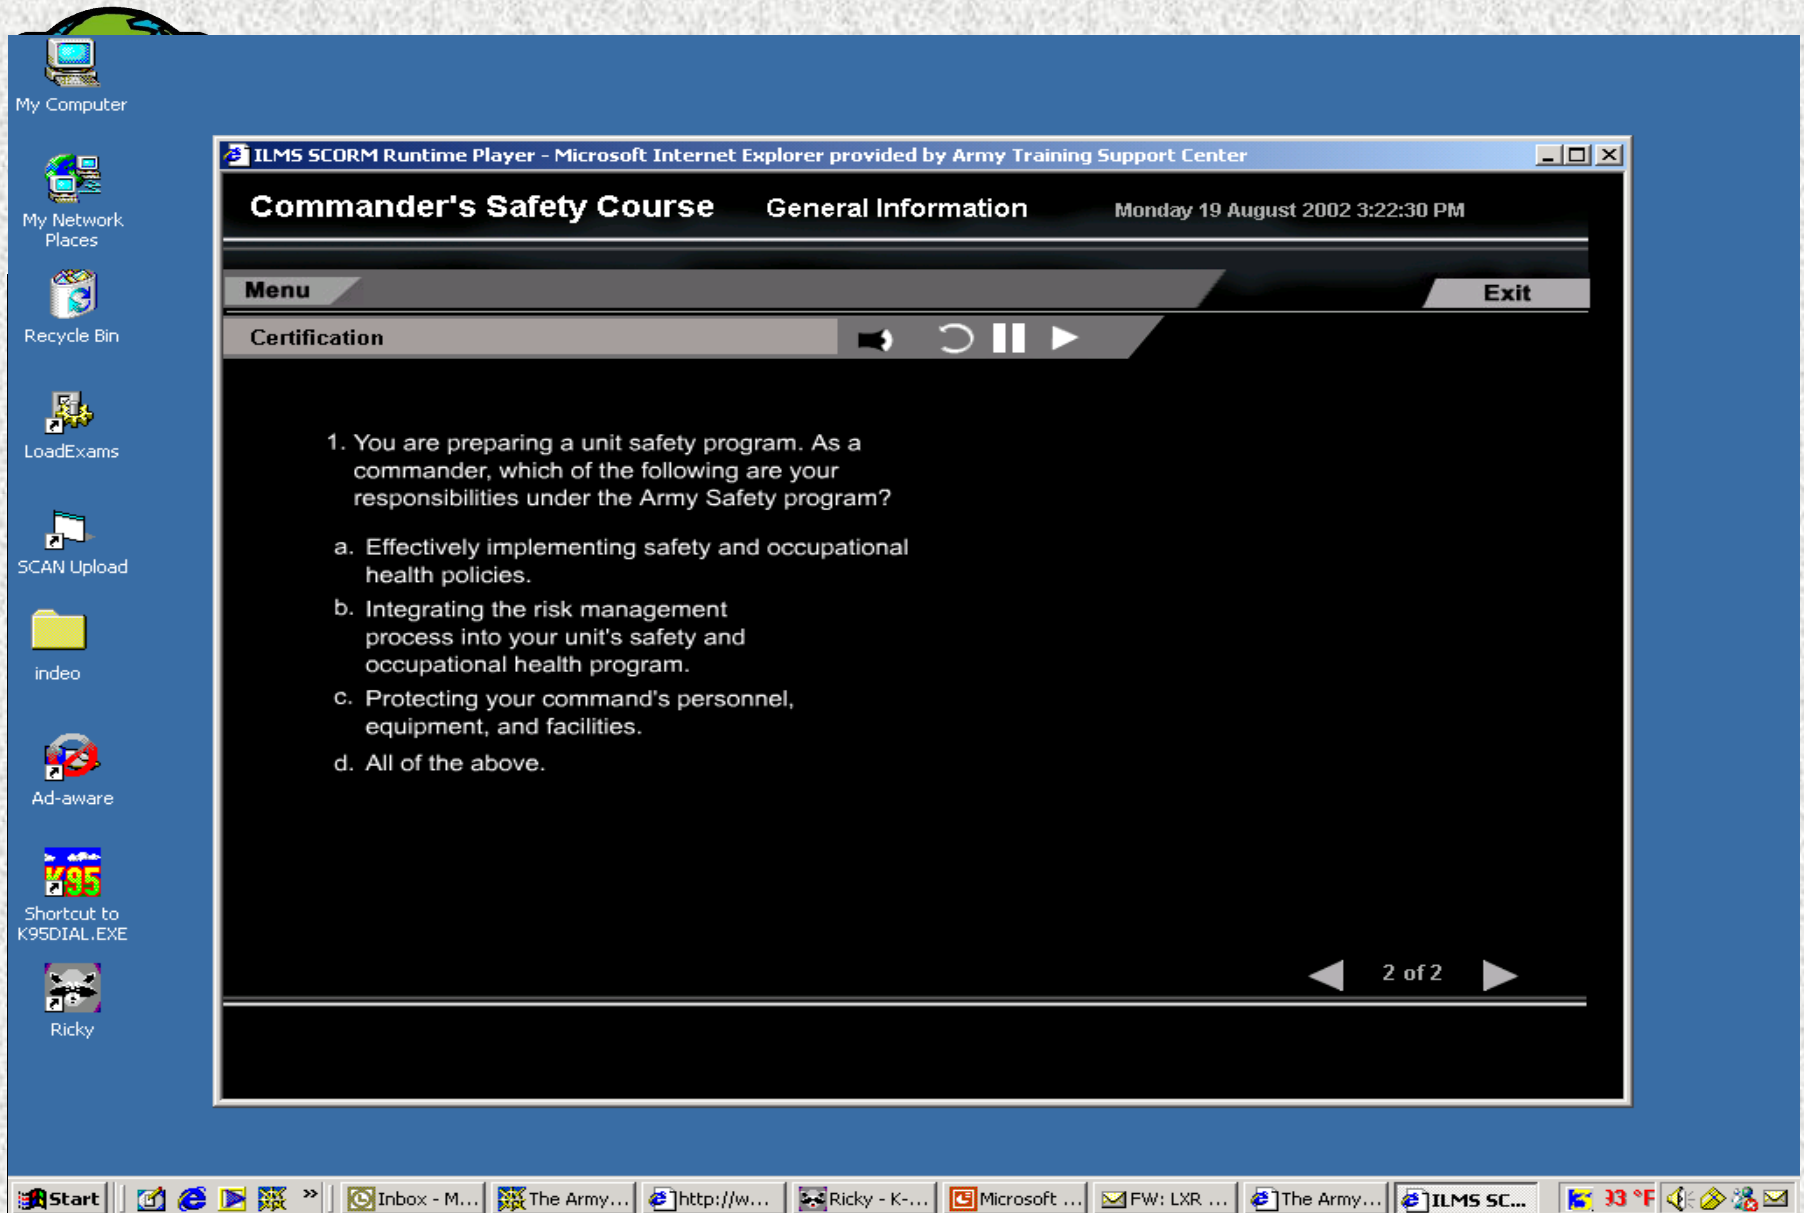 My Computer
My Network
Places
Recycle Bin
LoadExams
SCAN Upload
indeo
Ad-aware
K95
Shortcut to
K95DIAL.EXE
Ricky
ILMS SCORM Runtime Player - Microsoft Internet Explorer provided by Army Training Support Center
Commander's Safety Course General Information Monday 19 August 2002 3:22:30 PM
Menu Exit
Certification
1. You are preparing a unit safety program. As a
commander, which of the following are your
responsibilities under the Army Safety program?
a. Effectively implementing safety and occupational
health policies.
b. Integrating the risk management
process into your unit's safety and
occupational health program.
c. Protecting your command's personnel,
equipment, and facilities.
d. All of the above.
2 of 2
Start » Inbox - M... The Army... http://w... Ricky - K-... Microsoft ... FW: LXR ... The Army... ILMS SC... 33 °F